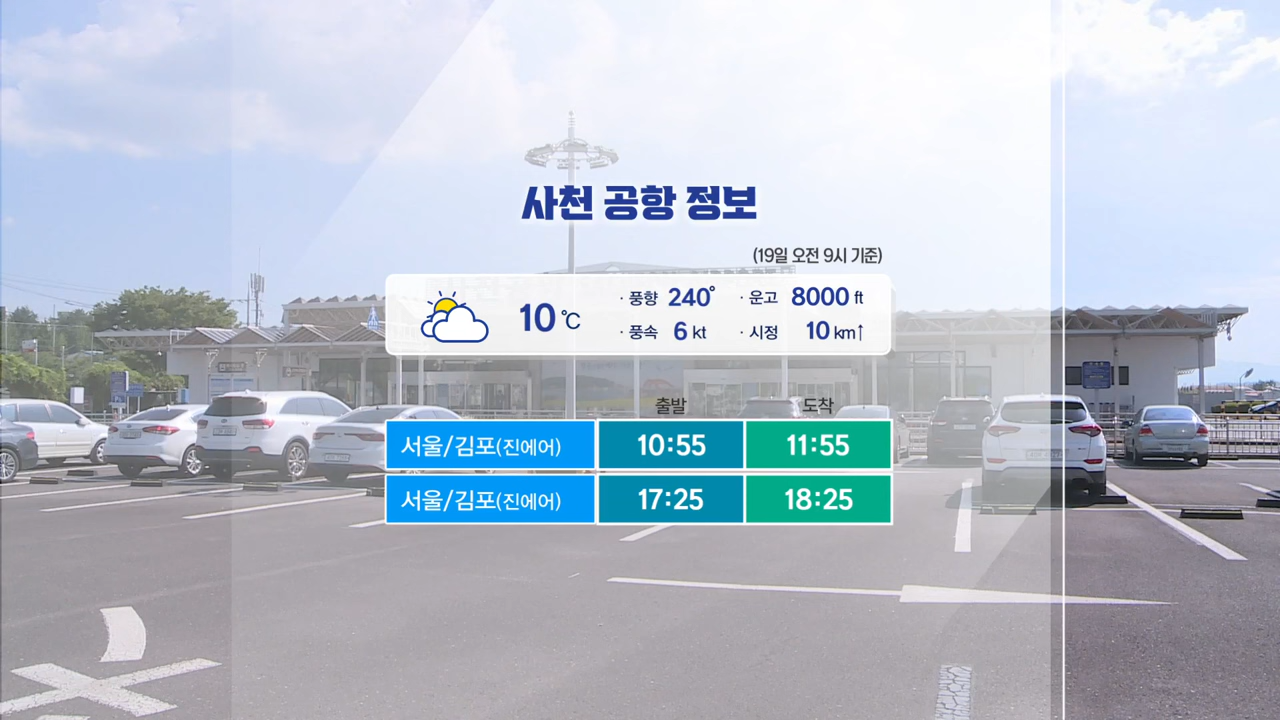 사천 공항 정보
(19일 오전 9시 기준)
10 ℃
· 풍향 240° · 운고 8000 ft
· 풍속 6 kt · 시정 10 km↑
출발 도착
서울/김포(진에어) 10:55 11:55
서울/김포(진에어) 17:25 18:25